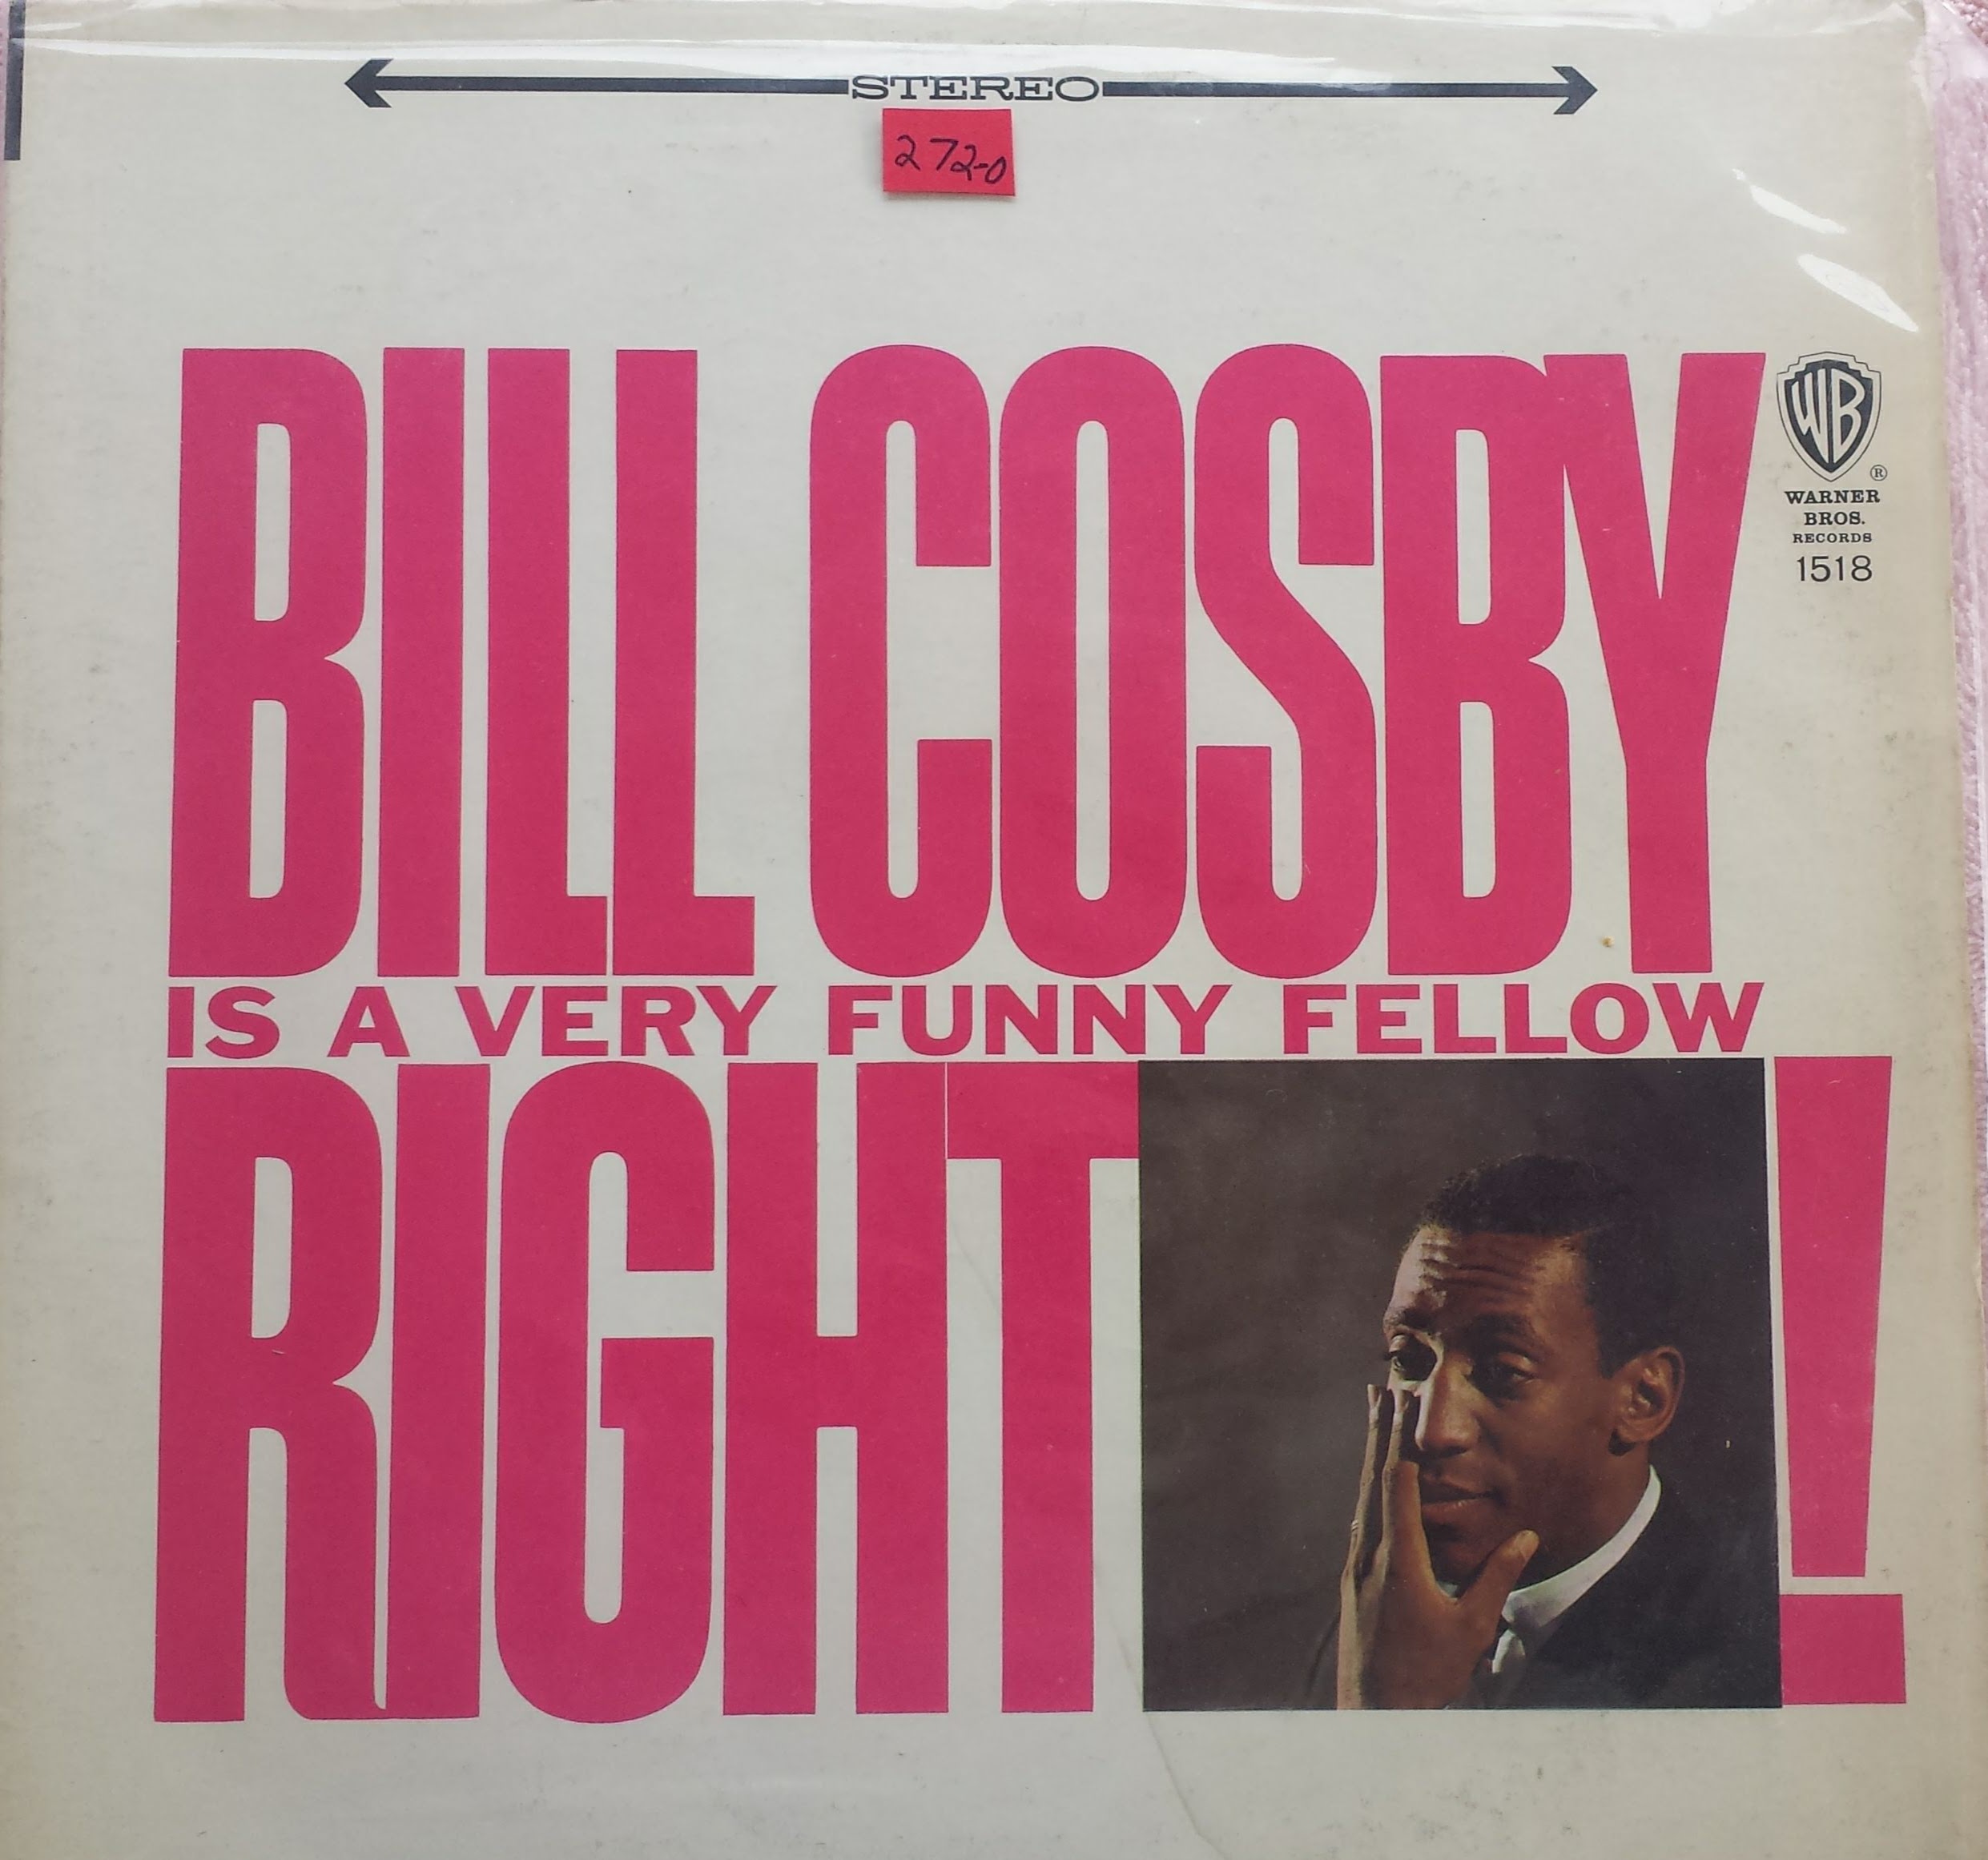 STEREO
272-0
BILL COSBY
WB
®
WARNER
BROS.
RECORDS
1518
IS A VERY FUNNY FELLOW
RIGHT!